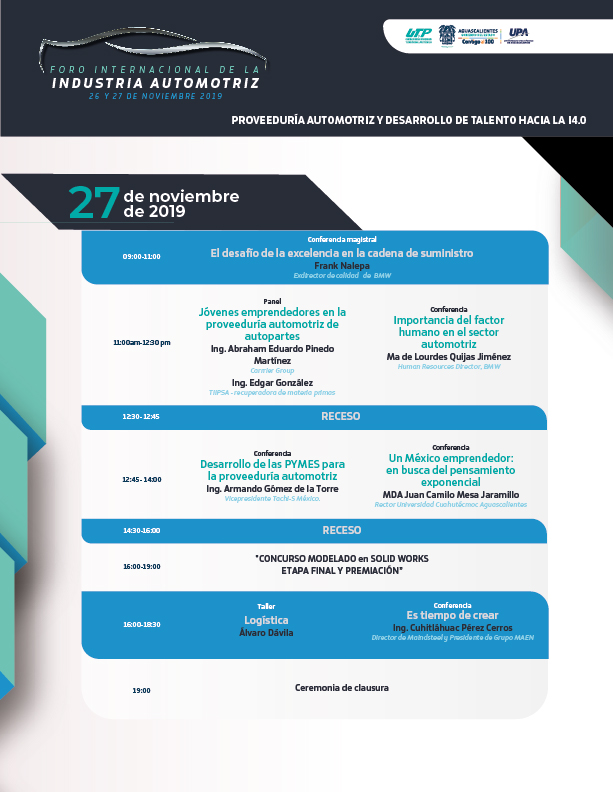 FORO INTERNACIONAL DE LA
INDUSTRIA AUTOMOTRIZ
26 Y 27 DE NOVIEMBRE 2019
UTP
AGUASCALIENTES
Contigo al 100
UPA
PROVEEDURÍA AUTOMOTRIZ Y DESARROLLO DE TALENTO HACIA LA I4.0
27 de noviembre
de 2019
09:00-11:00
Conferencia magistral
El desafío de la excelencia en la cadena de suministro
Frank Nalepa
Exdirector de calidad de BMW
11:00am-12:30 pm
Panel
Jóvenes emprendedores en la
proveeduría automotriz de
autopartes
Ing. Abraham Eduardo Pinedo
Martínez
Carrier Group
Ing. Edgar González
TIIPSA - recuperadora de materia primas
Conferencia
Importancia del factor
humano en el sector
automotriz
Ma de Lourdes Quijas Jiménez
Human Resources Director, BMW
12:30- 12:45
RECESO
12:45- 14:00
Conferencia
Desarrollo de las PYMES para
la proveeduría automotriz
Ing. Armando Gómez de la Torre
Vicepresidente Tachi-S México.
Conferencia
Un México emprendedor:
en busca del pensamiento
exponencial
MDA Juan Camilo Mesa Jaramillo
Rector Universidad Cuahutácmoc Aguascalientes
14:30-16:00
RECESO
16:00-19:00
"CONCURSO MODELADO en SOLID WORKS
ETAPA FINAL Y PREMIACIÓN"
16:00-18:30
Taller
Logística
Álvaro Dávila
Conferencia
Es tiempo de crear
Ing. Cuhitláhuac Pérez Cerros
Director de Maindsteel y Presidente de Grupo MAEN
19:00
Ceremonia de clausura